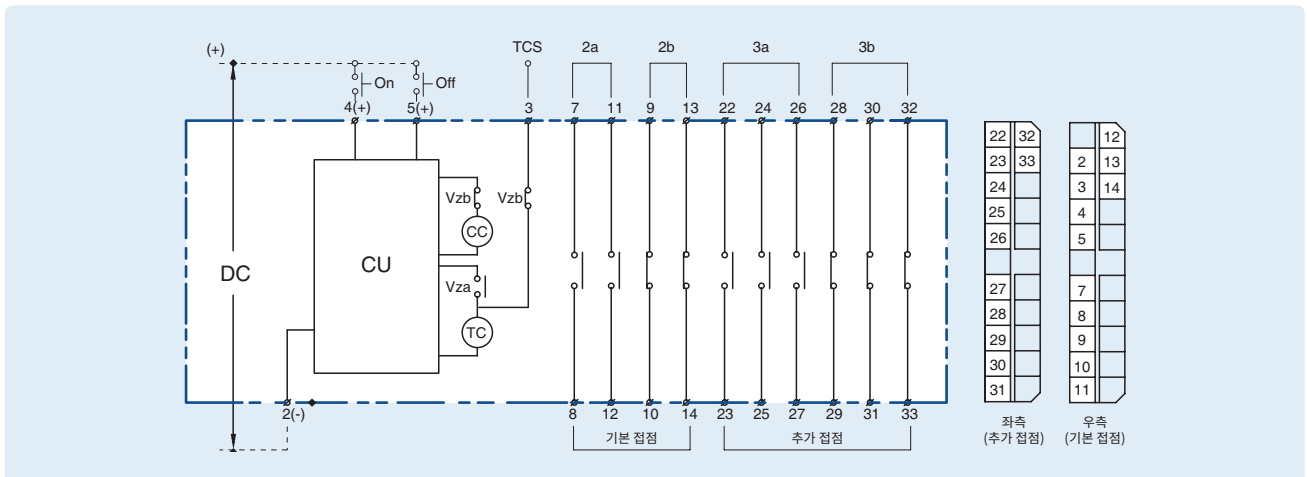 (+) TCS 2a 2b 3a 3b
On Off
4(+) 5(+) 3 7 11 9 13 22 24 26 28 30 32
Vzb Vzb
CC
DC CU
Vza
TC
2(-) 8 12 10 14 23 25 27 29 31 33
기본 접점 추가 접점
22 32
23 33
24
25
26
27
28
29
30
31
좌측
(추가 접점)
12
2 13
3 14
4
5
7
8
9
10
11
우측
(기본 접점)